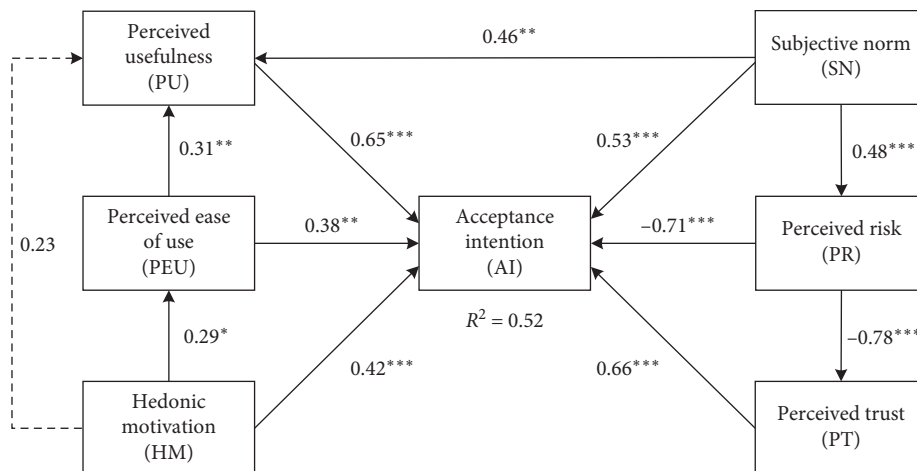 Perceived
usefulness
(PU)
0.46**
Subjective norm
(SN)
0.31**
0.65***
0.53***
0.48***
0.23
Perceived ease
of use
(PEU)
0.38**
Acceptance
intention
(AI)
–0.71***
Perceived risk
(PR)
R² = 0.52
0.29*
0.42***
0.66***
–0.78***
Hedonic
motivation
(HM)
Perceived trust
(PT)